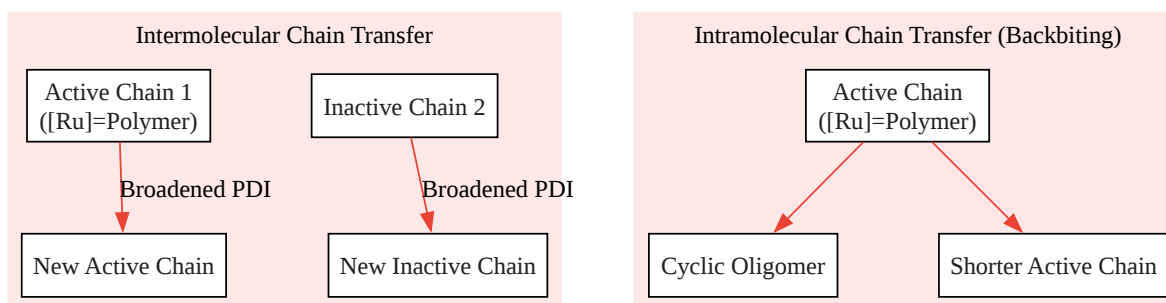 Intermolecular Chain Transfer
Active Chain 1
([Ru]=Polymer)
Inactive Chain 2
Broadened PDI
Broadened PDI
New Active Chain
New Inactive Chain
Intramolecular Chain Transfer (Backbiting)
Active Chain
([Ru]=Polymer)
Cyclic Oligomer
Shorter Active Chain